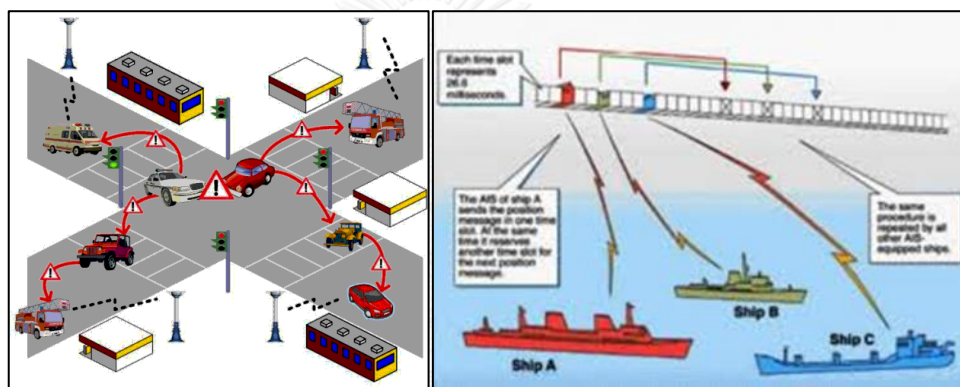 Each time slot
represents
26.6
milliseconds.
The AIS of ship A
sends the position
message in one time
slot. At the same
time it reserves
another time slot for
the next position
message.
The same
procedure is
repeated by all
other AIS-
equipped ships.
Ship B
Ship A
Ship C